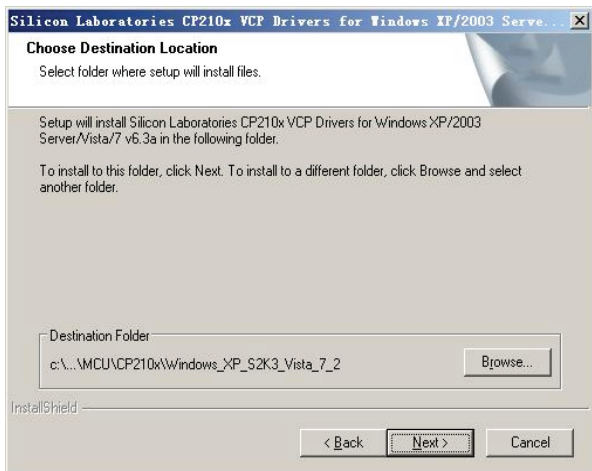 Silicon Laboratories CP210x VCP Drivers for Windows XP/2003 Serve...
Choose Destination Location
Select folder where setup will install files.
Setup will install Silicon Laboratories CP210x VCP Drivers for Windows XP/2003
Server/Vista/7 v6.3a in the following folder.
To install to this folder, click Next. To install to a different folder, click Browse and select
another folder.
Destination Folder
c:\...\MCU\CP210x\Windows_XP_S2K3_Vista_7_2
Browse...
InstallShield
< Back
Next >
Cancel